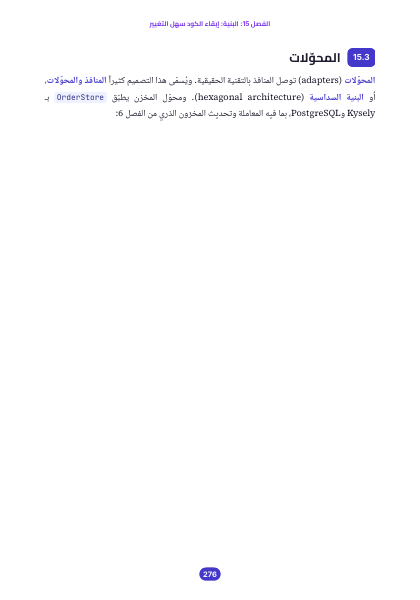 الفصل 15: البنية: إبقاء الكود سهل التغيير
15.3 المحوّلات
المحوّلات (adapters) توصل المنافذ بالتقنية الحقيقية. ويُسمّى هذا التصميم كثيرًا المنافذ والمحوّلات،
أو البنية السداسية (hexagonal architecture). ومحوّل المخزن يطبّق OrderStore بـ
Kysely وPostgreSQL، بما فيه المعاملة وتحديث المخزون الذري من الفصل 6:
276